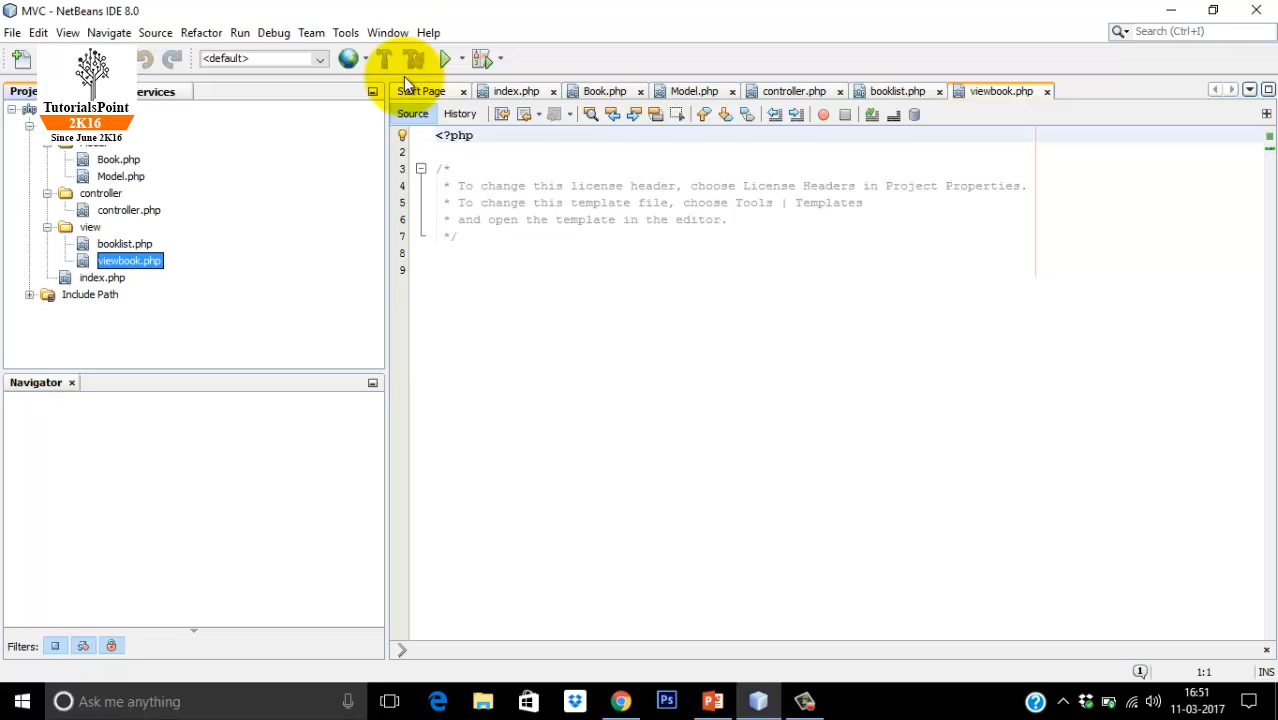 MVC - NetBeans IDE 8.0
File Edit View Navigate Source Refactor Run Debug Team Tools Window Help
Search (Ctrl+I)
<default>
TutorialsPoint
2K16
Since June 2K16
Start Page index.php Book.php Model.php controller.php booklist.php viewbook.php
Source History
Book.php
Model.php
controller
controller.php
view
booklist.php
viewbook.php
index.php
Include Path
1 <?php
2
3 /*
4 * To change this license header, choose License Headers in Project Properties.
5 * To change this template file, choose Tools | Templates
6 * and open the template in the editor.
7 */
8
9
Navigator
Filters:
1 1:1 INS
Ask me anything
16:51
11-03-2017